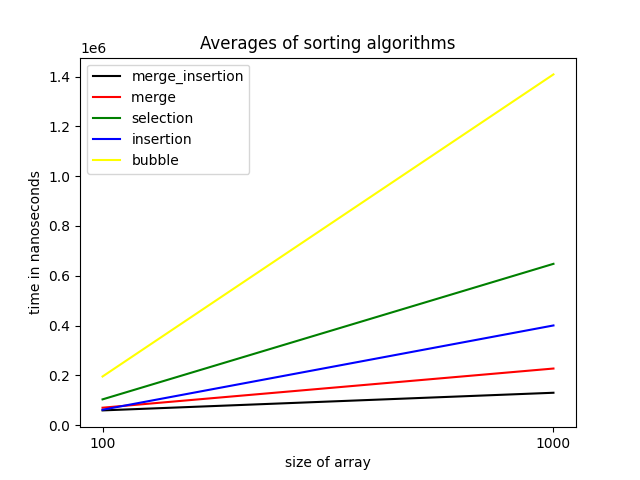 Averages of sorting algorithms
1e6
merge_insertion
merge
selection
insertion
bubble
1.4
1.2
1.0
0.8
0.6
0.4
0.2
0.0
time in nanoseconds
100
1000
size of array